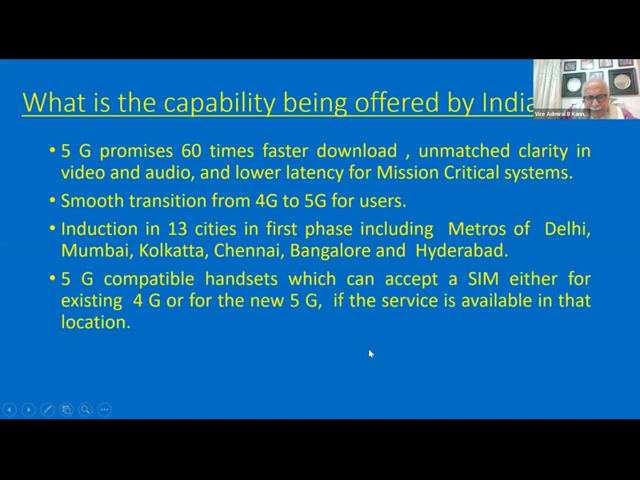 What is the capability being offered by India
Vice Admiral B Kann...
• 5 G promises 60 times faster download , unmatched clarity in
video and audio, and lower latency for Mission Critical systems.
• Smooth transition from 4G to 5G for users.
• Induction in 13 cities in first phase including Metros of Delhi,
Mumbai, Kolkatta, Chennai, Bangalore and Hyderabad.
• 5 G compatible handsets which can accept a SIM either for
existing 4 G or for the new 5 G, if the service is available in that
location.